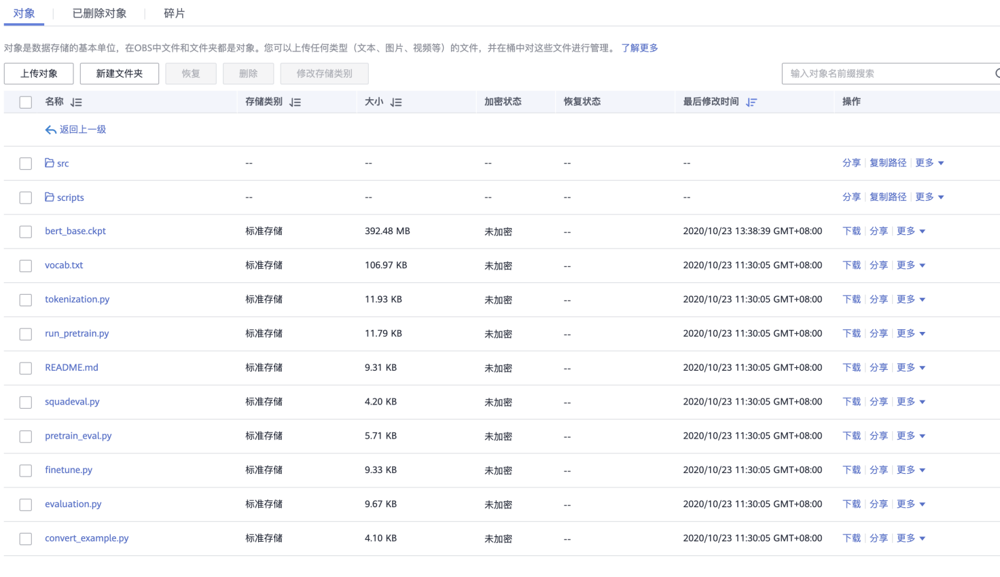 对象 已删除对象 碎片
对象是数据存储的基本单位，在OBS中文件和文件夹都是对象。您可以上传任何类型（文本、图片、视频等）的文件，并在桶中对这些文件进行管理。 了解更多
上传对象 新建文件夹 恢复 删除 修改存储类别 输入对象名前缀搜索
名称 存储类别 大小 加密状态 恢复状态 最后修改时间 操作
返回上一级
src -- -- -- -- -- 分享 复制路径 更多
scripts -- -- -- -- -- 分享 复制路径 更多
bert_base.ckpt 标准存储 392.48 MB 未加密 -- 2020/10/23 13:38:39 GMT+08:00 下载 分享 更多
vocab.txt 标准存储 106.97 KB 未加密 -- 2020/10/23 11:30:05 GMT+08:00 下载 分享 更多
tokenization.py 标准存储 11.93 KB 未加密 -- 2020/10/23 11:30:05 GMT+08:00 下载 分享 更多
run_pretrain.py 标准存储 11.79 KB 未加密 -- 2020/10/23 11:30:05 GMT+08:00 下载 分享 更多
README.md 标准存储 9.31 KB 未加密 -- 2020/10/23 11:30:05 GMT+08:00 下载 分享 更多
squadeval.py 标准存储 4.20 KB 未加密 -- 2020/10/23 11:30:05 GMT+08:00 下载 分享 更多
pretrain_eval.py 标准存储 5.71 KB 未加密 -- 2020/10/23 11:30:05 GMT+08:00 下载 分享 更多
finetune.py 标准存储 9.33 KB 未加密 -- 2020/10/23 11:30:05 GMT+08:00 下载 分享 更多
evaluation.py 标准存储 9.67 KB 未加密 -- 2020/10/23 11:30:05 GMT+08:00 下载 分享 更多
convert_example.py 标准存储 4.10 KB 未加密 -- 2020/10/23 11:30:05 GMT+08:00 下载 分享 更多